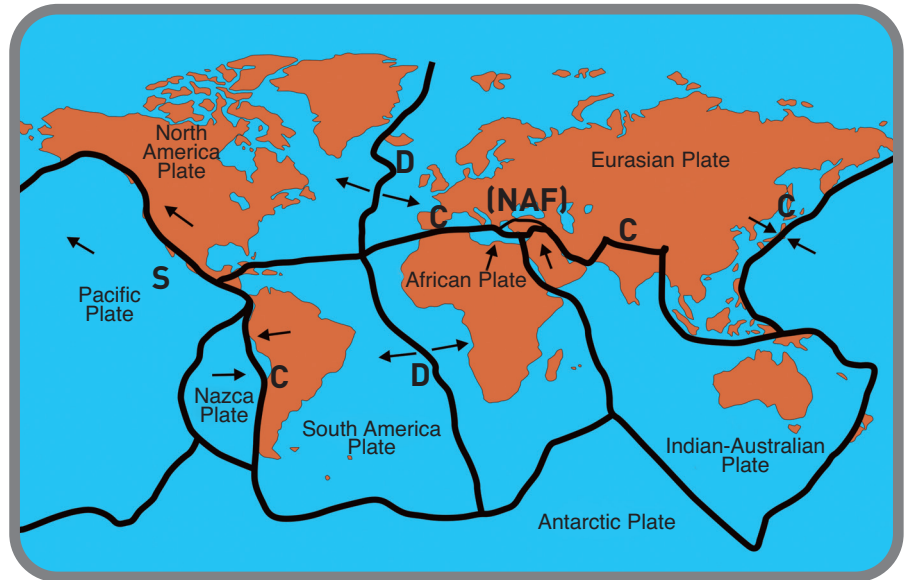 North
America
Plate
D
Eurasian Plate
(NAF)
C
C
C
S
African Plate
Pacific
Plate
C
D
Nazca
Plate
South America
Plate
Indian-Australian
Plate
Antarctic Plate